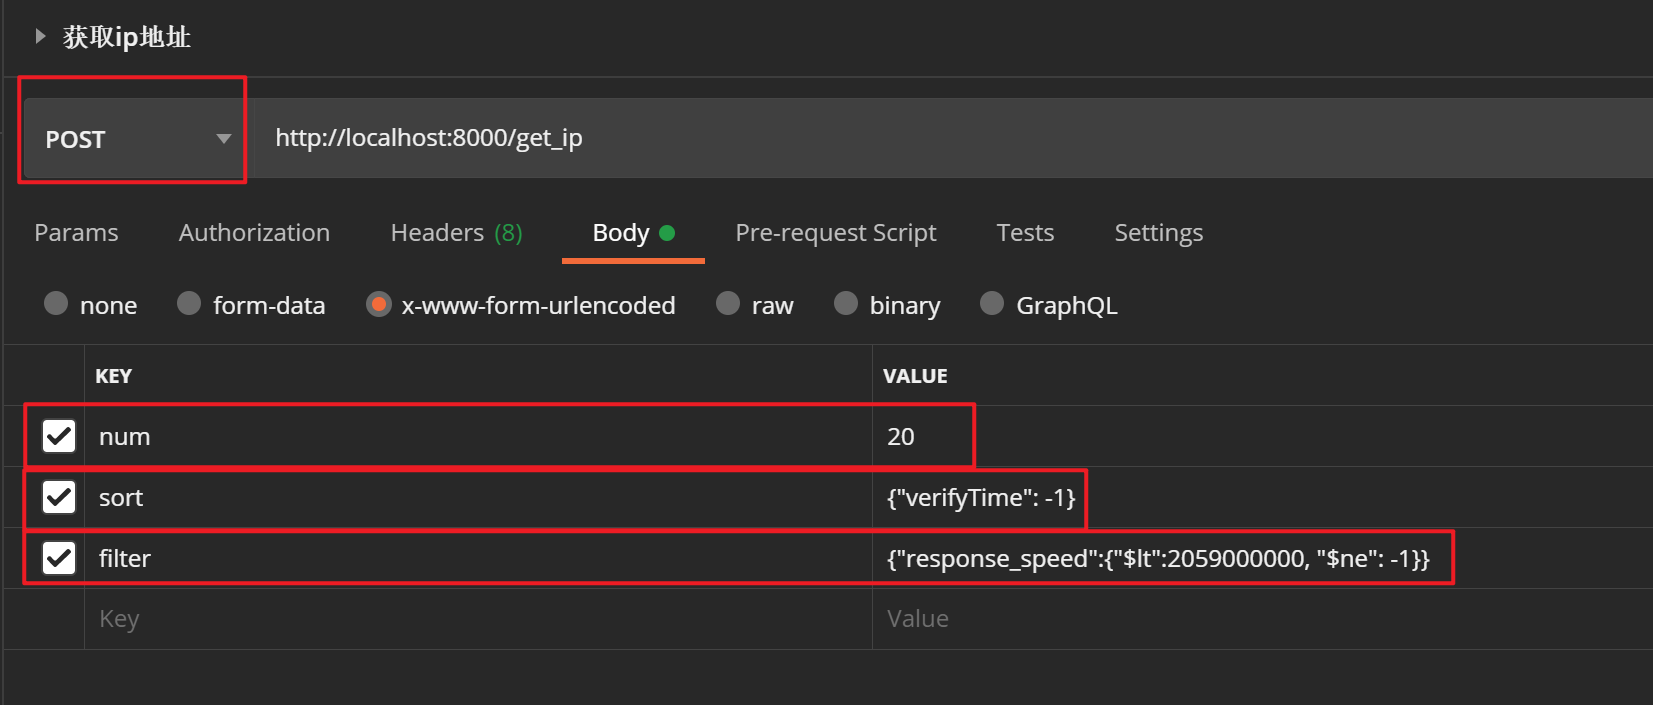 获取ip地址
POST http://localhost:8000/get_ip
Params Authorization Headers (8) Body Pre-request Script Tests Settings
none form-data x-www-form-urlencoded raw binary GraphQL
KEY VALUE
num 20
sort {"verifyTime": -1}
filter {"response_speed":{"$lt":2059000000, "$ne": -1}}
Key Value